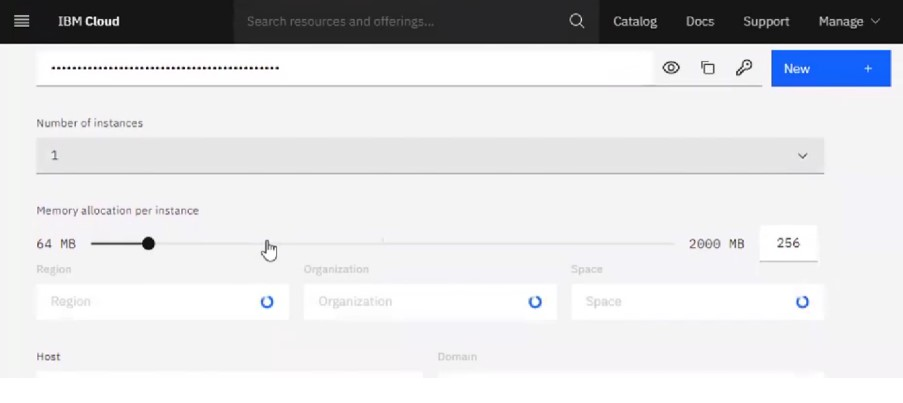 IBM Cloud Search resources and offerings... Catalog Docs Support Manage
•••••••••••••••••••••••••••••••••••••••••••• New +
Number of instances
1
Memory allocation per instance
64 MB 2000 MB 256
Region Organization Space
Region Organization Space
Host Domain